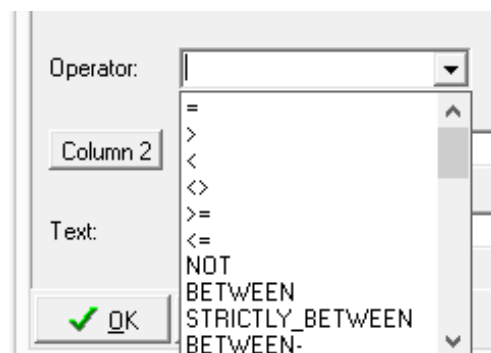 Operator:
=
>
Column 2
<
<>
>=
Text:
<=
NOT
BETWEEN
OK
STRICTLY_BETWEEN
BETWEEN-